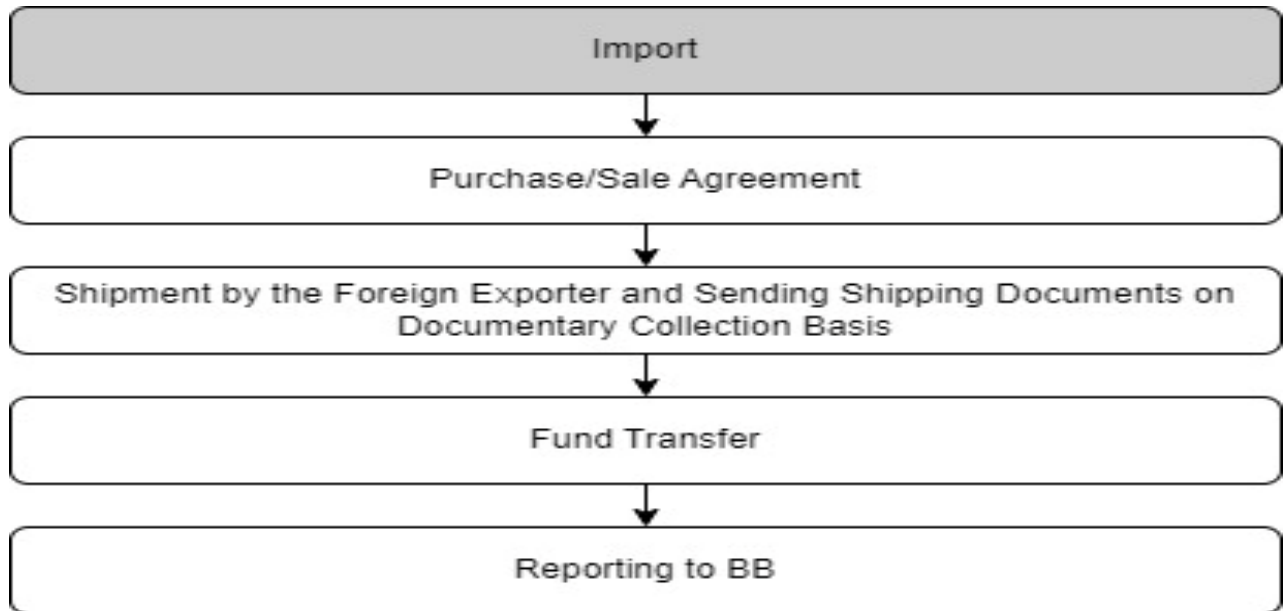 Import
Purchase/Sale Agreement
Shipment by the Foreign Exporter and Sending Shipping Documents on
Documentary Collection Basis
Fund Transfer
Reporting to BB